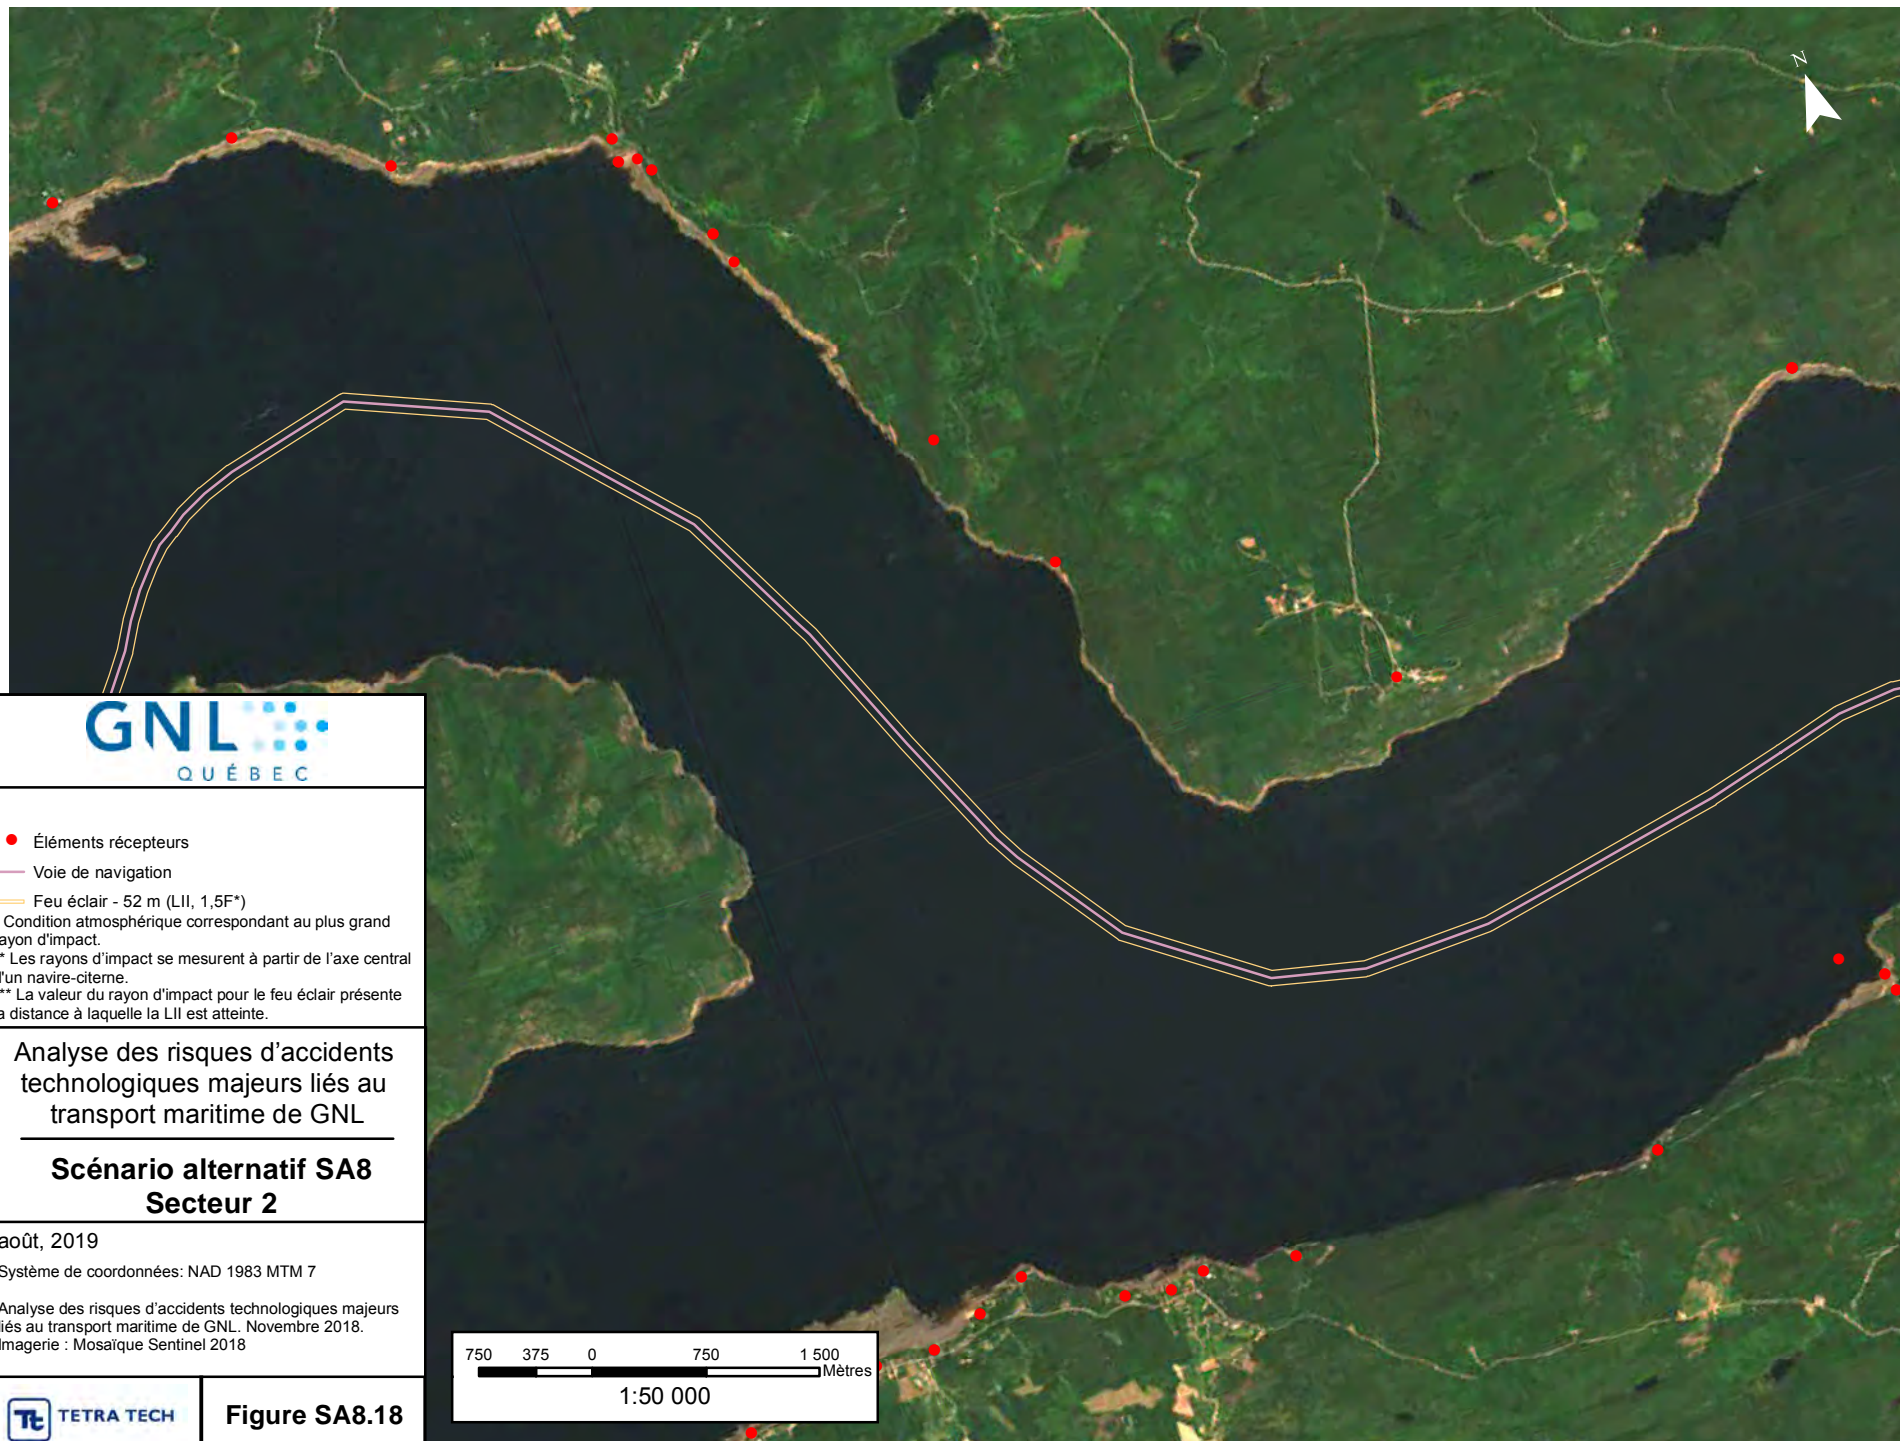 N
GNL
QUÉBEC
Éléments récepteurs
Voie de navigation
Feu éclair - 52 m (LII, 1,5F*)
Condition atmosphérique correspondant au plus grand
ayon d'impact.
* Les rayons d'impact se mesurent à partir de l'axe central
'un navire-citerne.
** La valeur du rayon d'impact pour le feu éclair présente
a distance à laquelle la LII est atteinte.
Analyse des risques d'accidents
technologiques majeurs liés au
transport maritime de GNL
Scénario alternatif SA8
Secteur 2
août, 2019
Système de coordonnées: NAD 1983 MTM 7
Analyse des risques d'accidents technologiques majeurs
liés au transport maritime de GNL. Novembre 2018.
Imagerie : Mosaïque Sentinel 2018
750 375 0 750 1 500
Mètres
1:50 000
Tt TETRA TECH
Figure SA8.18